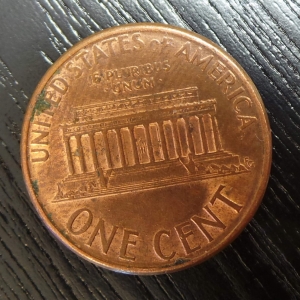 UNITED STATES OF AMERICA
E PLURIBUS
UNUM
ONE CENT